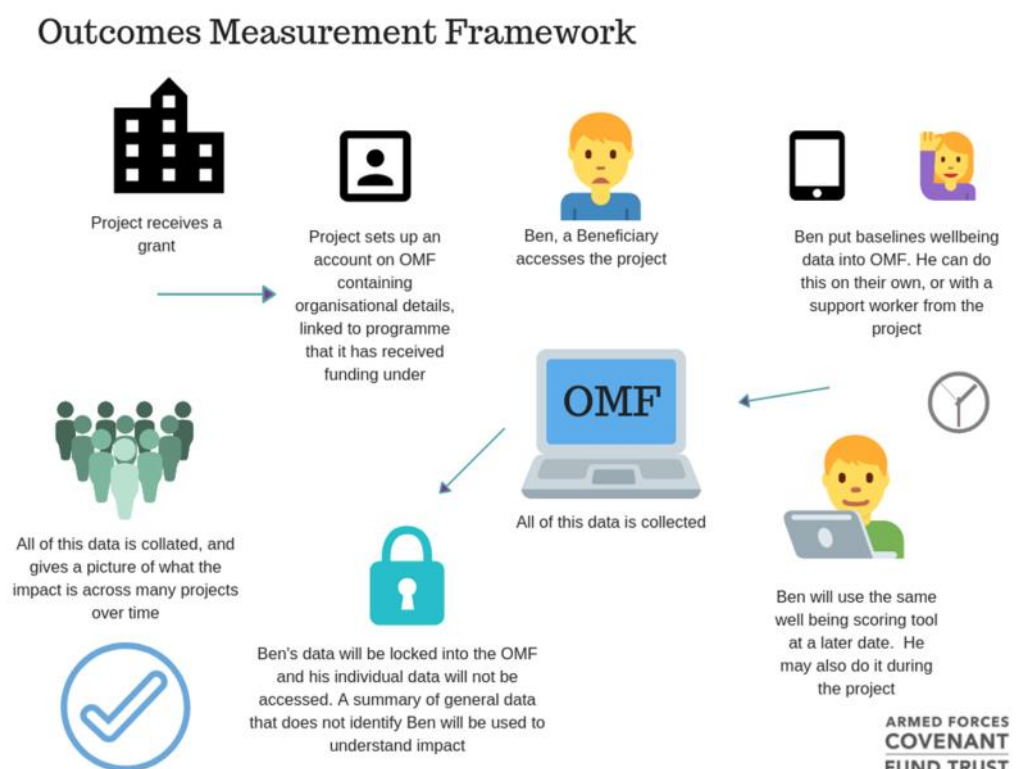 Outcomes Measurement Framework
Project receives a
grant
Project sets up an
account on OMF
containing
organisational details,
linked to programme
that it has received
funding under
Ben, a Beneficiary
accesses the project
Ben put baselines wellbeing
data into OMF. He can do
this on their own, or with a
support worker from the
project
OMF
All of this data is collected
Ben will use the same
well being scoring tool
at a later date. He
may also do it during
the project
Ben's data will be locked into the OMF
and his individual data will not be
accessed. A summary of general data
that does not identify Ben will be used to
understand impact
All of this data is collated, and
gives a picture of what the
impact is across many projects
over time
ARMED FORCES
COVENANT
FUND TRUST